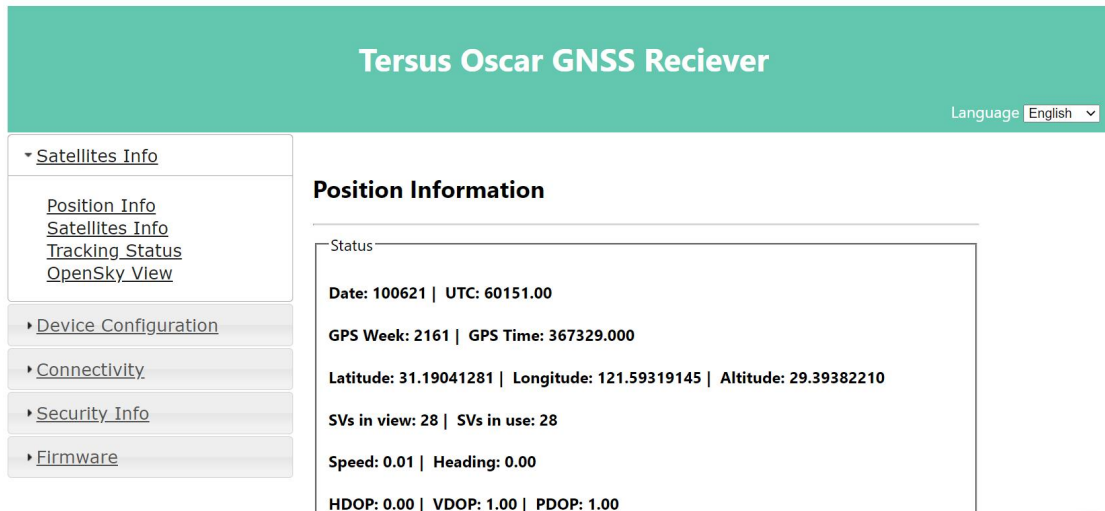 Tersus Oscar GNSS Reciever
Language English
Satellites Info
Position Info
Satellites Info
Tracking Status
OpenSky View
Device Configuration
Connectivity
Security Info
Firmware
Position Information
Status
Date: 100621 | UTC: 60151.00
GPS Week: 2161 | GPS Time: 367329.000
Latitude: 31.19041281 | Longitude: 121.59319145 | Altitude: 29.39382210
SVs in view: 28 | SVs in use: 28
Speed: 0.01 | Heading: 0.00
HDOP: 0.00 | VDOP: 1.00 | PDOP: 1.00